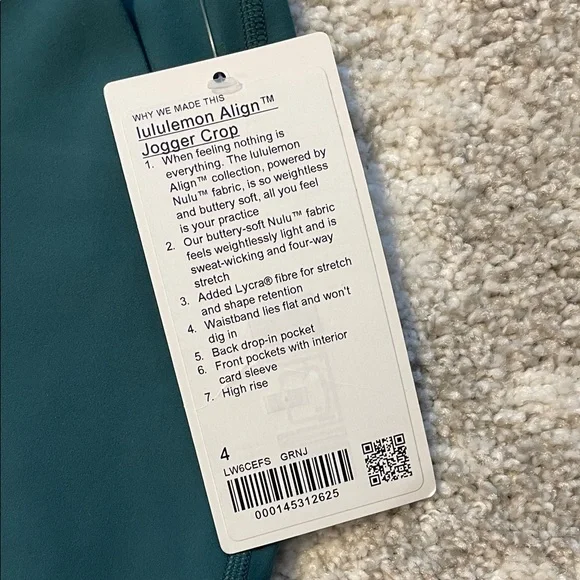 WHY WE MADE THIS
lululemon Align™
Jogger Crop
1. When feeling nothing is
everything. The lululemon
Align™ collection, powered by
Nulu™ fabric, is so weightless
and buttery soft, all you feel
is your practice
2. Our buttery-soft Nulu™ fabric
feels weightlessly light and is
sweat-wicking and four-way
stretch
3. Added Lycra® fibre for stretch
and shape retention
4. Waistband lies flat and won't
dig in
5. Back drop-in pocket
6. Front pockets with interior
card sleeve
7. High rise
4
LW6CEFS GRNJ
000145312625